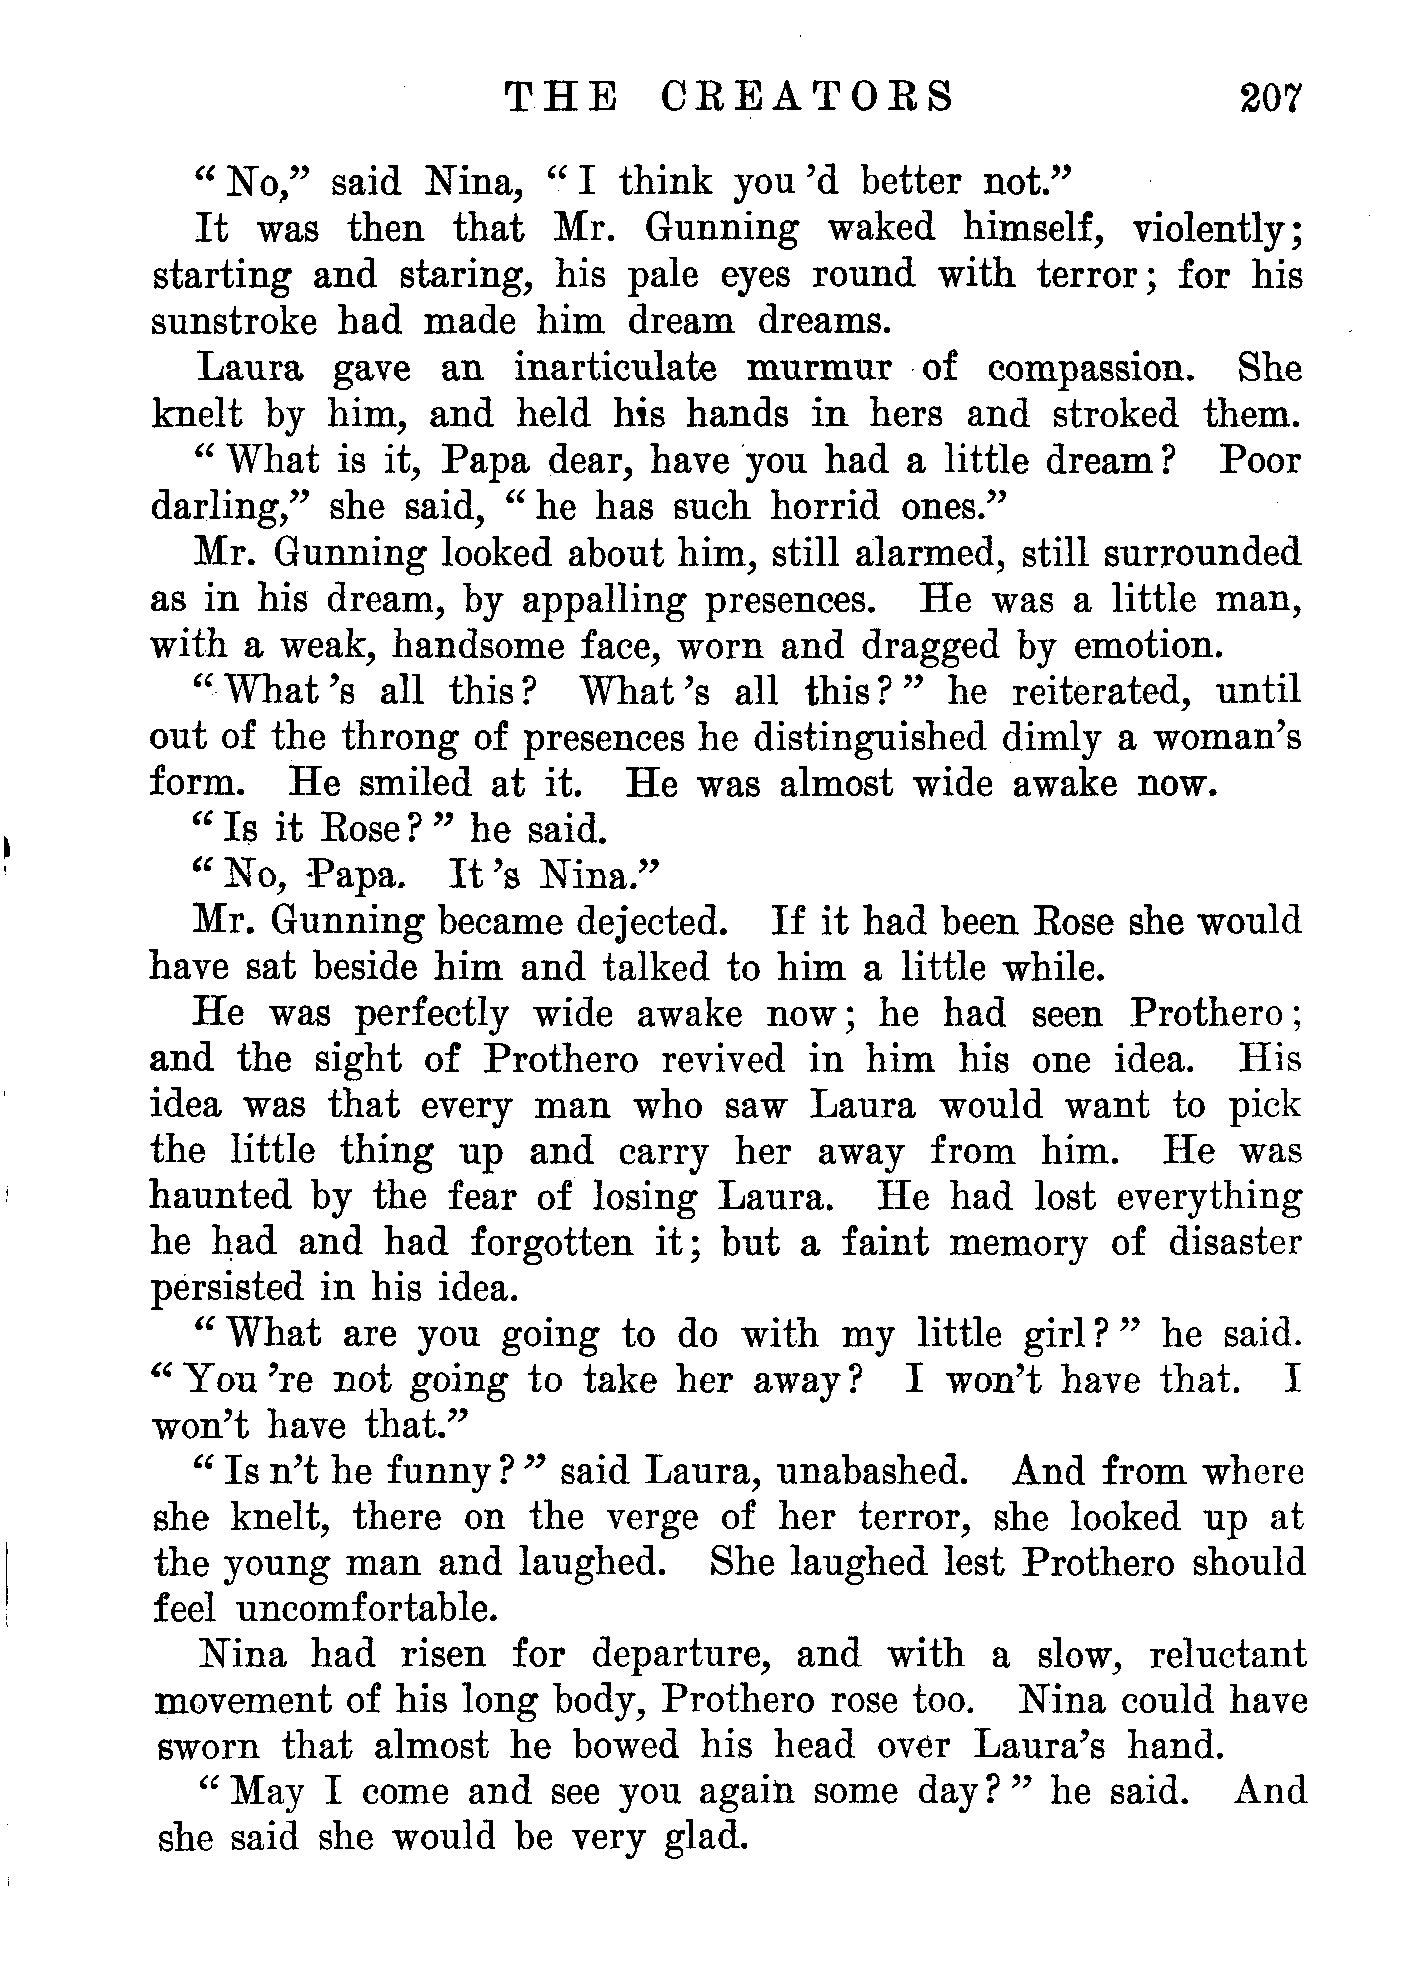 THE CREATORS 207
“ No,” said Nina, “ I think you 'd better not.”
It was then that Mr. Gunning waked himself, violently;
starting and staring, his pale eyes round with terror; for his
sunstroke had made him dream dreams.
Laura gave an inarticulate murmur of compassion. She
knelt by him, and held his hands in hers and stroked them.
“ What is it, Papa dear, have you had a little dream? Poor
darling,” she said, “ he has such horrid ones.”
Mr. Gunning looked about him, still alarmed, still surrounded
as in his dream, by appalling presences. He was a little man,
with a weak, handsome face, worn and dragged by emotion.
“ What 's all this? What 's all this? ” he reiterated, until
out of the throng of presences he distinguished dimly a woman's
form. He smiled at it. He was almost wide awake now.
“ Is it Rose? ” he said.
“ No, Papa. It 's Nina.”
Mr. Gunning became dejected. If it had been Rose she would
have sat beside him and talked to him a little while.
He was perfectly wide awake now; he had seen Prothero;
and the sight of Prothero revived in him his one idea. His
idea was that every man who saw Laura would want to pick
the little thing up and carry her away from him. He was
haunted by the fear of losing Laura. He had lost everything
he had and had forgotten it; but a faint memory of disaster
persisted in his idea.
“ What are you going to do with my little girl? ” he said.
“ You 're not going to take her away? I won't have that. I
won't have that.”
“ Is n't he funny? ” said Laura, unabashed. And from where
she knelt, there on the verge of her terror, she looked up at
the young man and laughed. She laughed lest Prothero should
feel uncomfortable.
Nina had risen for departure, and with a slow, reluctant
movement of his long body, Prothero rose too. Nina could have
sworn that almost he bowed his head over Laura's hand.
“ May I come and see you again some day? ” he said. And
she said she would be very glad.